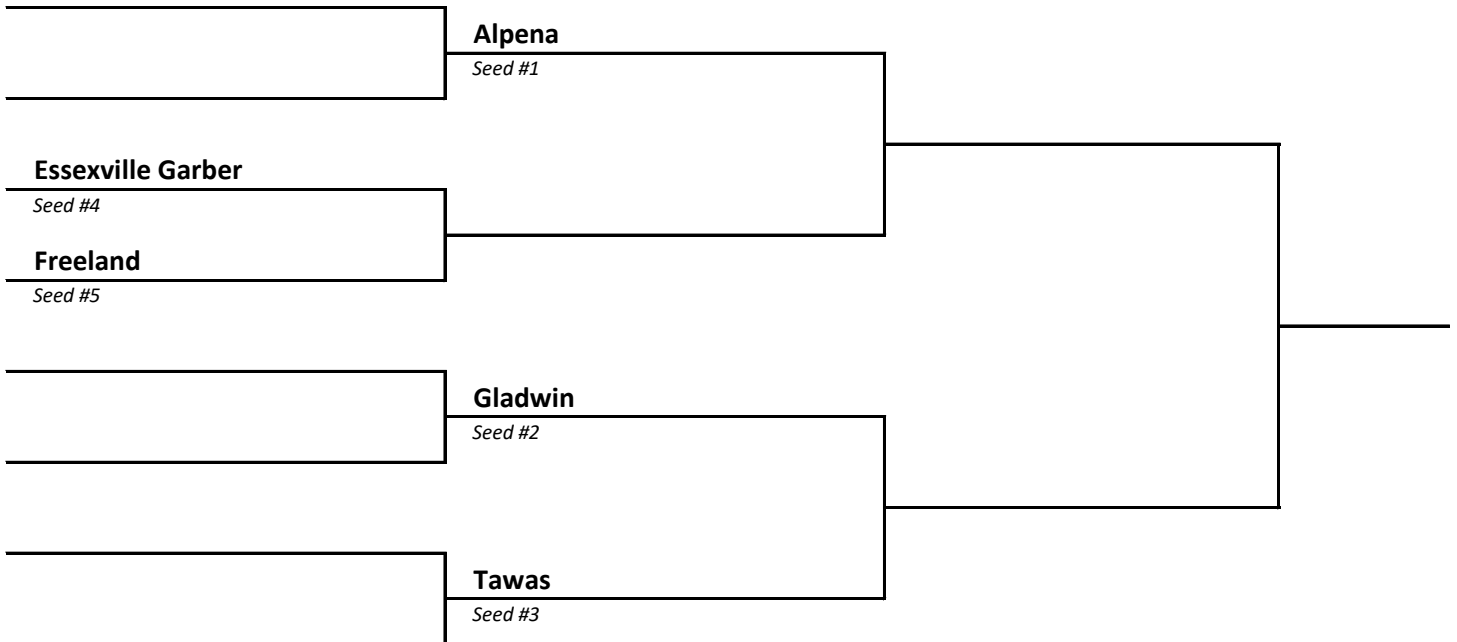 Alpena
Seed #1
Essexville Garber
Seed #4
Freeland
Seed #5
Gladwin
Seed #2
Tawas
Seed #3